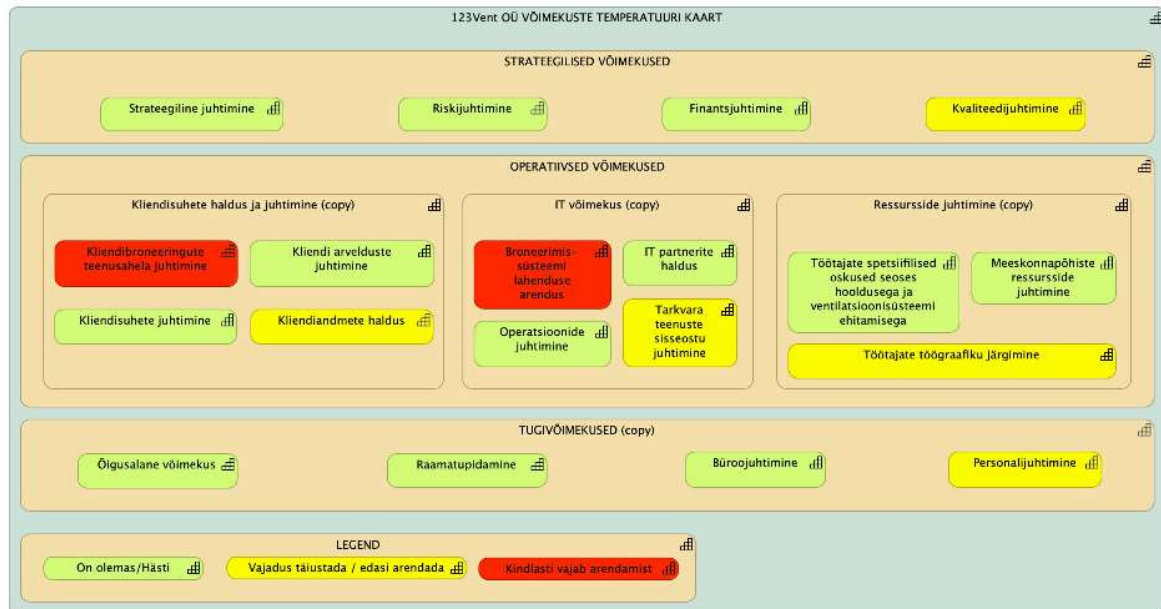 123Vent OÜ VÕIMEKUSTE TEMPERATUURI KAART
STRATEEGILISED VÕIMEKUSED
Strateegiline juhtimine
Riskijuhtimine
Finantsjuhtimine
Kvaliteedijuhtimine
OPERATIIVSED VÕIMEKUSED
Kliendisuhete haldus ja juhtimine (copy)
Kliendibroneeringute
teenusahela juhtimine
Kliendi arvelduste
juhtimine
Kliendisuhete juhtimine
Kliendiandmete haldus
IT võimekus (copy)
Broneerimis-
süsteemi
lahenduse
arendus
IT partnerite
haldus
Operatsioonide
juhtimine
Tarkvara
teenuste
sisseostu
juhtimine
Ressursside juhtimine (copy)
Töötajate spetsiifilised
oskused seoses
hooldusega ja
ventilatsioonisüsteemi
ehitamisega
Meeskonnapõhiste
ressursside
juhtimine
Töötajate töögraafiku järgimine
TUGIVÕIMEKUSED (copy)
Õigusalane võimekus
Raamatupidamine
Büroojuhtimine
Personalijuhtimine
LEGEND
On olemas/Hästi
Vajadus täiustada / edasi arendada
Kindlasti vajab arendamist